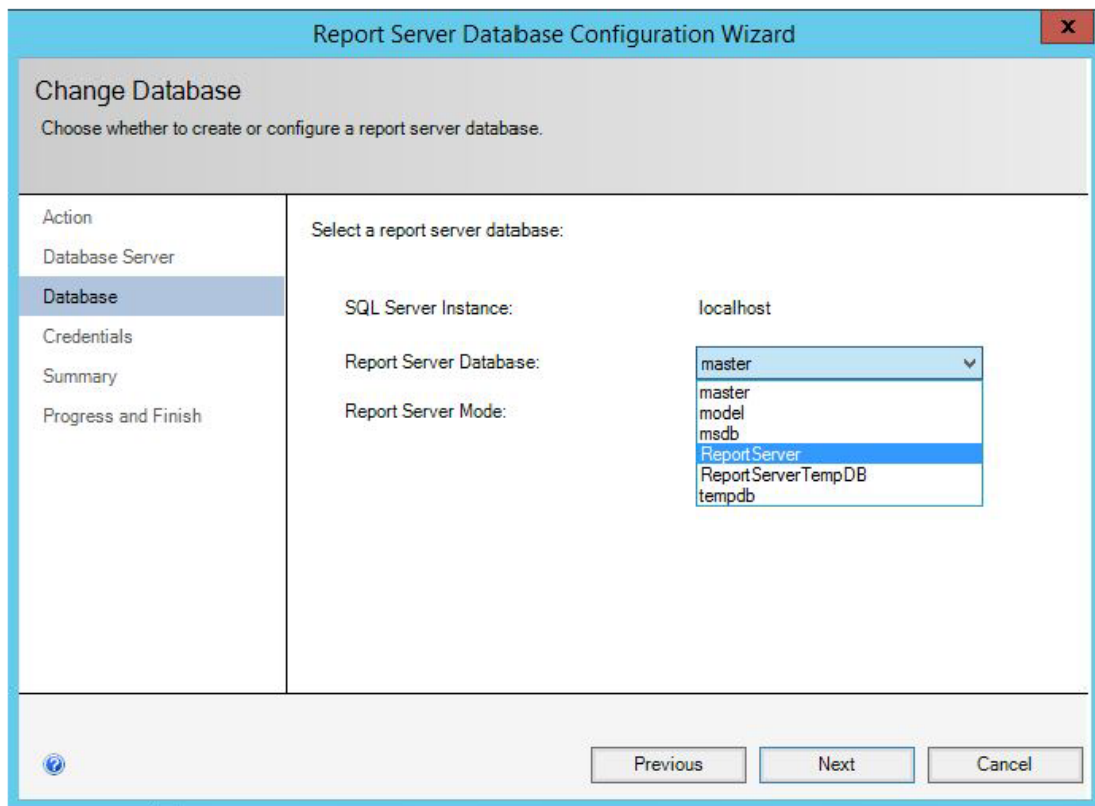 Report Server Database Configuration Wizard
x
Change Database
Choose whether to create or configure a report server database.
Action
Database Server
Database
Credentials
Summary
Progress and Finish
Select a report server database:
SQL Server Instance: localhost
Report Server Database: master
Report Server Mode:
master
model
msdb
ReportServer
ReportServerTempDB
tempdb
?
Previous Next Cancel